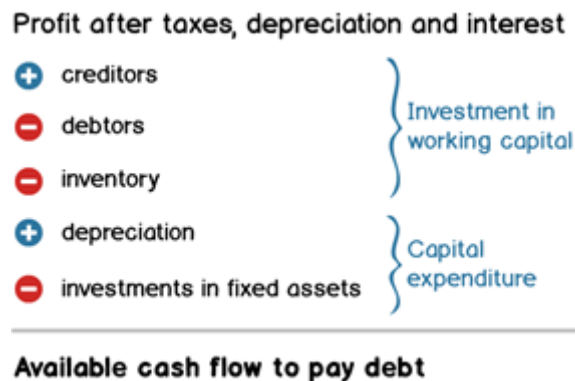 Profit after taxes, depreciation and interest
creditors
debtors
inventory
Investment in
working capital
depreciation
investments in fixed assets
Capital
expenditure
Available cash flow to pay debt